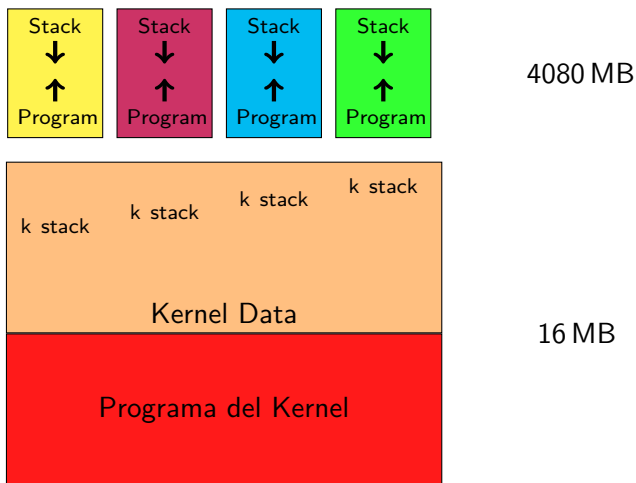 Stack Stack Stack Stack
Program Program Program Program
4080 MB
k stack
k stack
k stack
k stack
Kernel Data
16 MB
Programa del Kernel